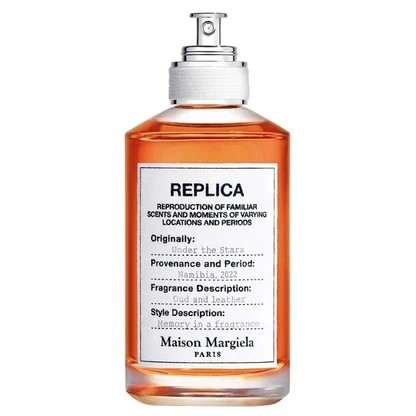 REPLICA
REPRODUCTION OF FAMILIAR
SCENTS AND MOMENTS OF VARYING
LOCATIONS AND PERIODS
Originally:
Under the Stars
Provenance and Period:
Namibia, 2022
Fragrance Description:
Oud and leather
Style Description:
Memory in a fragrance
Maison Margiela
PARIS